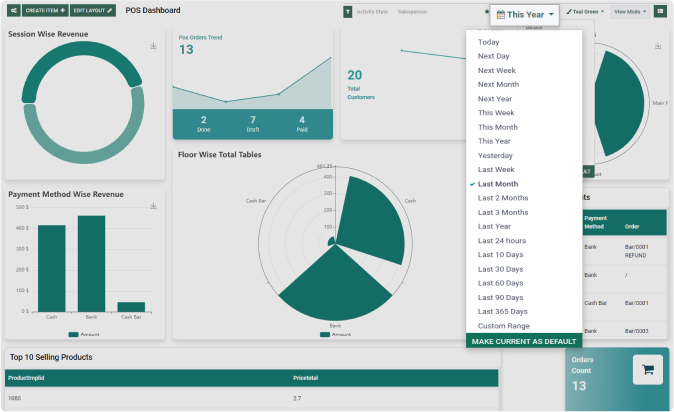 CREATE ITEM +
EDIT LAYOUT
POS Dashboard
Activity State
Salesperson
This Year
Teal Green
View Mode
Session Wise Revenue
Pos Orders Trend
13
2
Done
7
Draft
4
Paid
20
Total
Customers
Today
Next Day
Next Week
Next Month
Next Year
This Week
This Month
This Year
Yesterday
Last Week
Last Month
Last 2 Months
Last 3 Months
Last Year
Last 24 hours
Last 10 Days
Last 30 Days
Last 60 Days
Last 90 Days
Last 365 Days
Custom Range
MAKE CURRENT AS DEFAULT
Main F
Payment Method Wise Revenue
500 $
400 $
300 $
200 $
100 $
0 $
Cash
Bank
Cash Bar
Amount
Floor Wise Total Tables
461.25
400
300
200
100
0
Cash Bar
Cash
Bank
Amount
Payment
Method
Order
Bank
Bar/0001
REFUND
Bank
/
Cash Bar
Bar/0001
Bank
Bar/0003
Top 10 Selling Products
ProductTmplId
Pricetotal
1080
2.7
Orders
Count
13